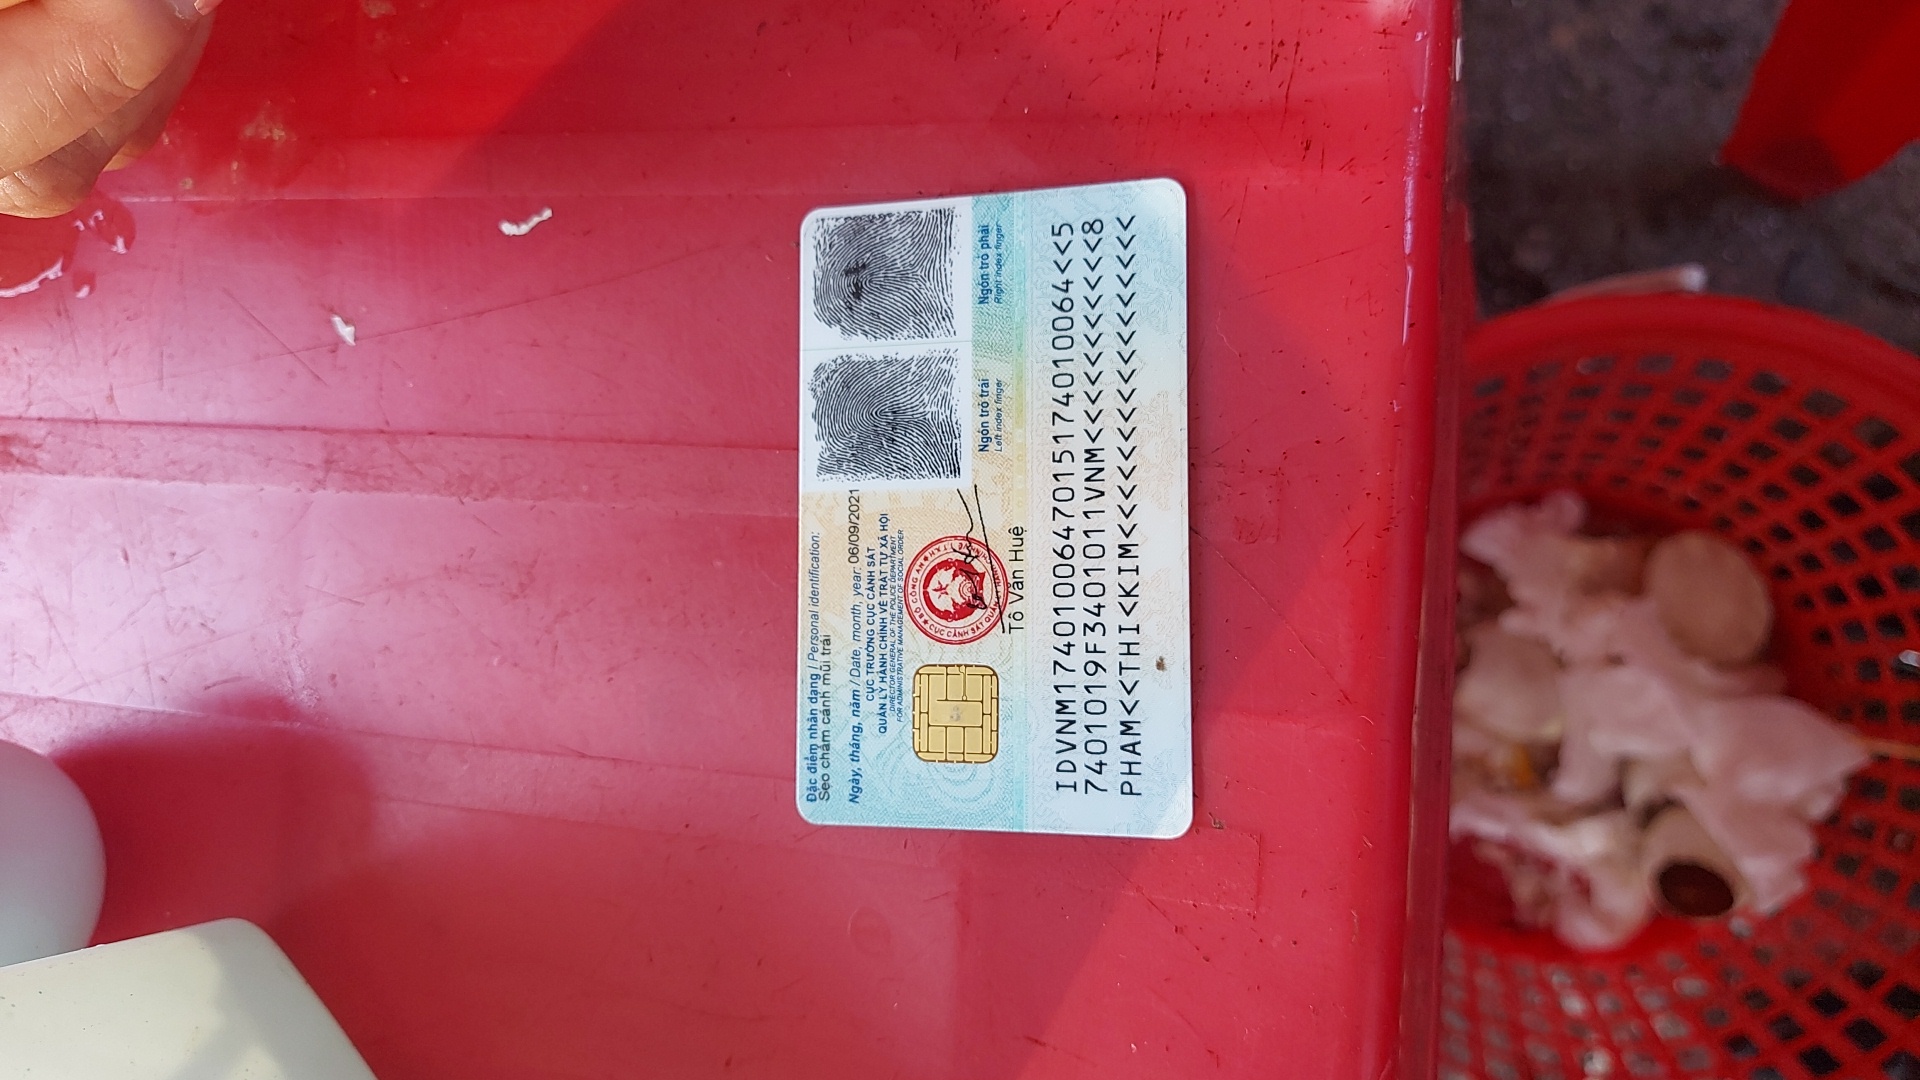 Đặc điểm nhân dạng / Personal identification:
Sẹo chấm cánh mũi trái
Ngày, tháng, năm / Date, month, year: 06/09/2021
CỤC TRƯỞNG CỤC CẢNH SÁT
QUẢN LÝ HÀNH CHÍNH VỀ TRẬT TỰ XÃ HỘI
DIRECTOR GENERAL OF THE POLICE DEPARTMENT
FOR ADMINISTRATIVE MANAGEMENT OF SOCIAL ORDER
BỘ CÔNG AN
Tô Văn Huệ
Ngón trỏ trái
Left index finger
Ngón trỏ phải
Right index finger
IDVNM1740100647015174010064<<5
7401019F3401011VNM<<<<<<<<<<<8
PHAM<<THI<KIM<<<<<<<<<<<<<<<<<